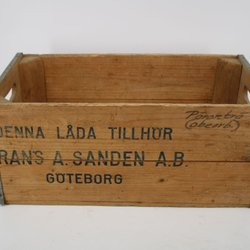 DENNA LÅDA TILLHÖR
FRANS A. SANDEN A.B.
GÖTEBORG